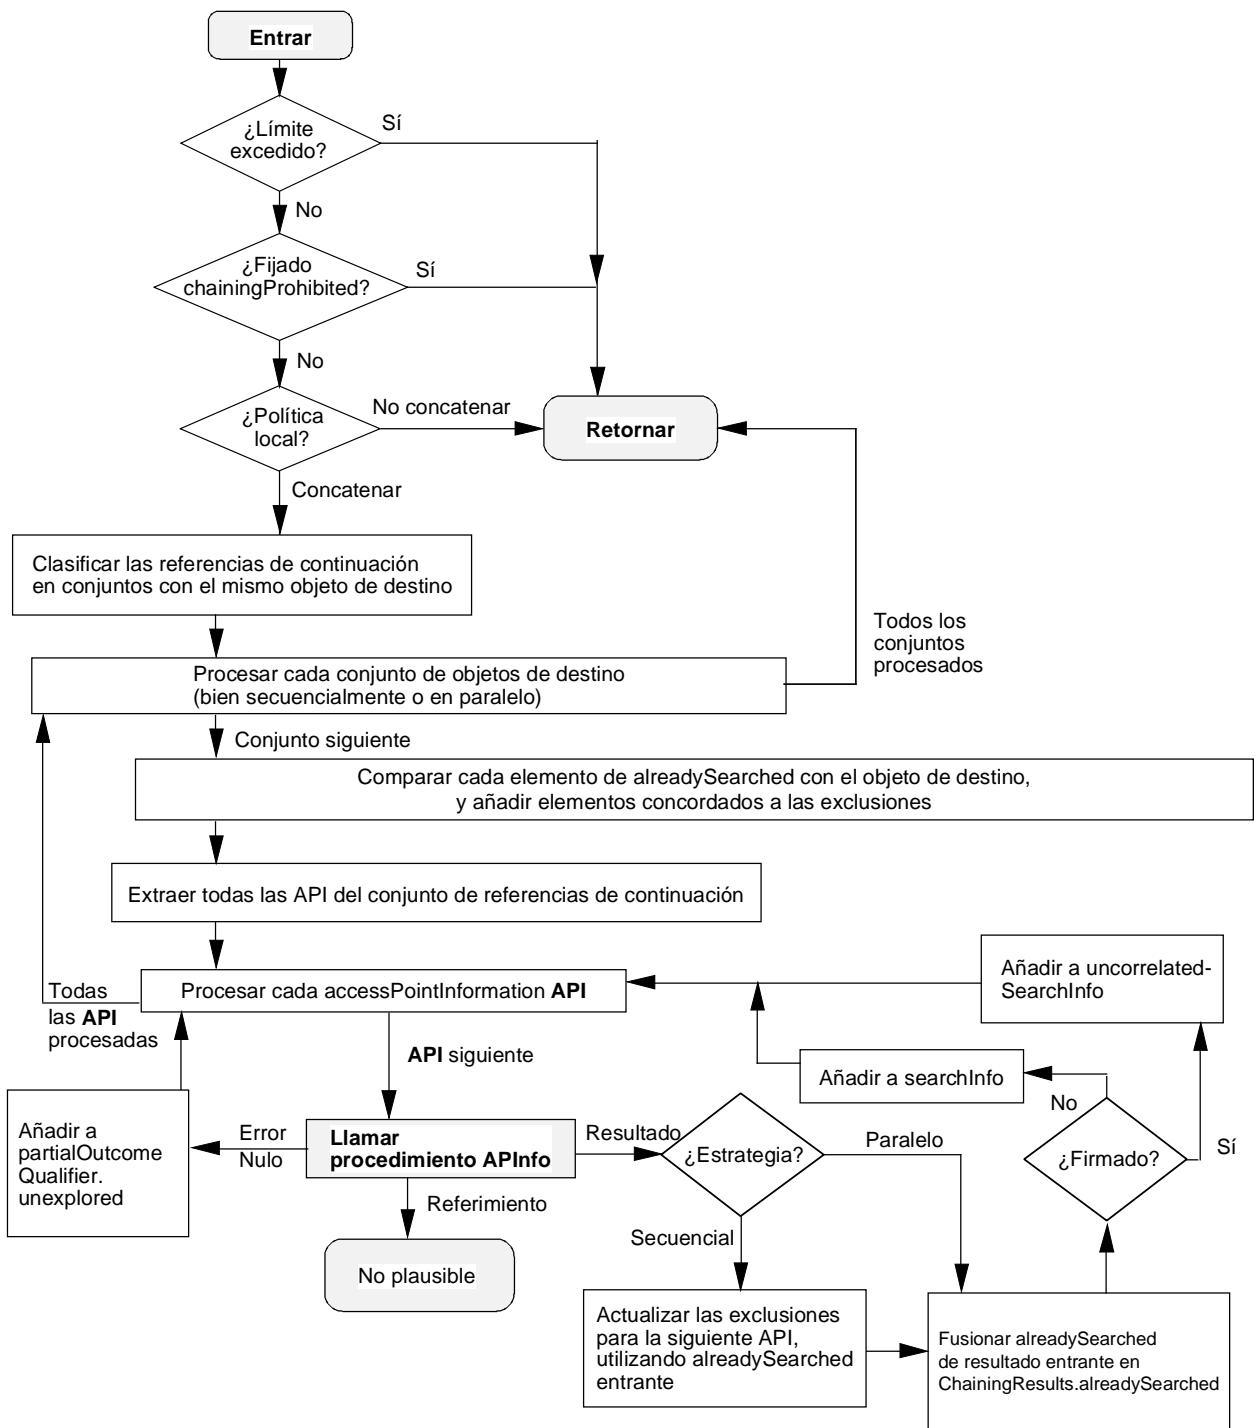 Entrar
¿Límite
excedido?
Sí
No
¿Fijado
chainingProhibited?
Sí
No
¿Política
local?
No concatenar
Retornar
Concatenar
Clasificar las referencias de continuación
en conjuntos con el mismo objeto de destino
Todos los
conjuntos
procesados
Procesar cada conjunto de objetos de destino
(bien secuencialmente o en paralelo)
Conjunto siguiente
Comparar cada elemento de alreadySearched con el objeto de destino,
y añadir elementos concordados a las exclusiones
Extraer todas las API del conjunto de referencias de continuación
Procesar cada accessPointInformation API
Todas
las API
procesadas
Añadir a uncorrelated-
SearchInfo
API siguiente
Añadir a searchInfo
No
Sí
¿Firmado?
Añadir a
partialOutcome
Qualifier.
unexplored
Error
Nulo
Llamar
procedimiento APInfo
Resultado
¿Estrategia?
Paralelo
Referimiento
Secuencial
No plausible
Actualizar las exclusiones
para la siguiente API,
utilizando alreadySearched
entrante
Fusionar alreadySearched
de resultado entrante en
ChainingResults.alreadySearched